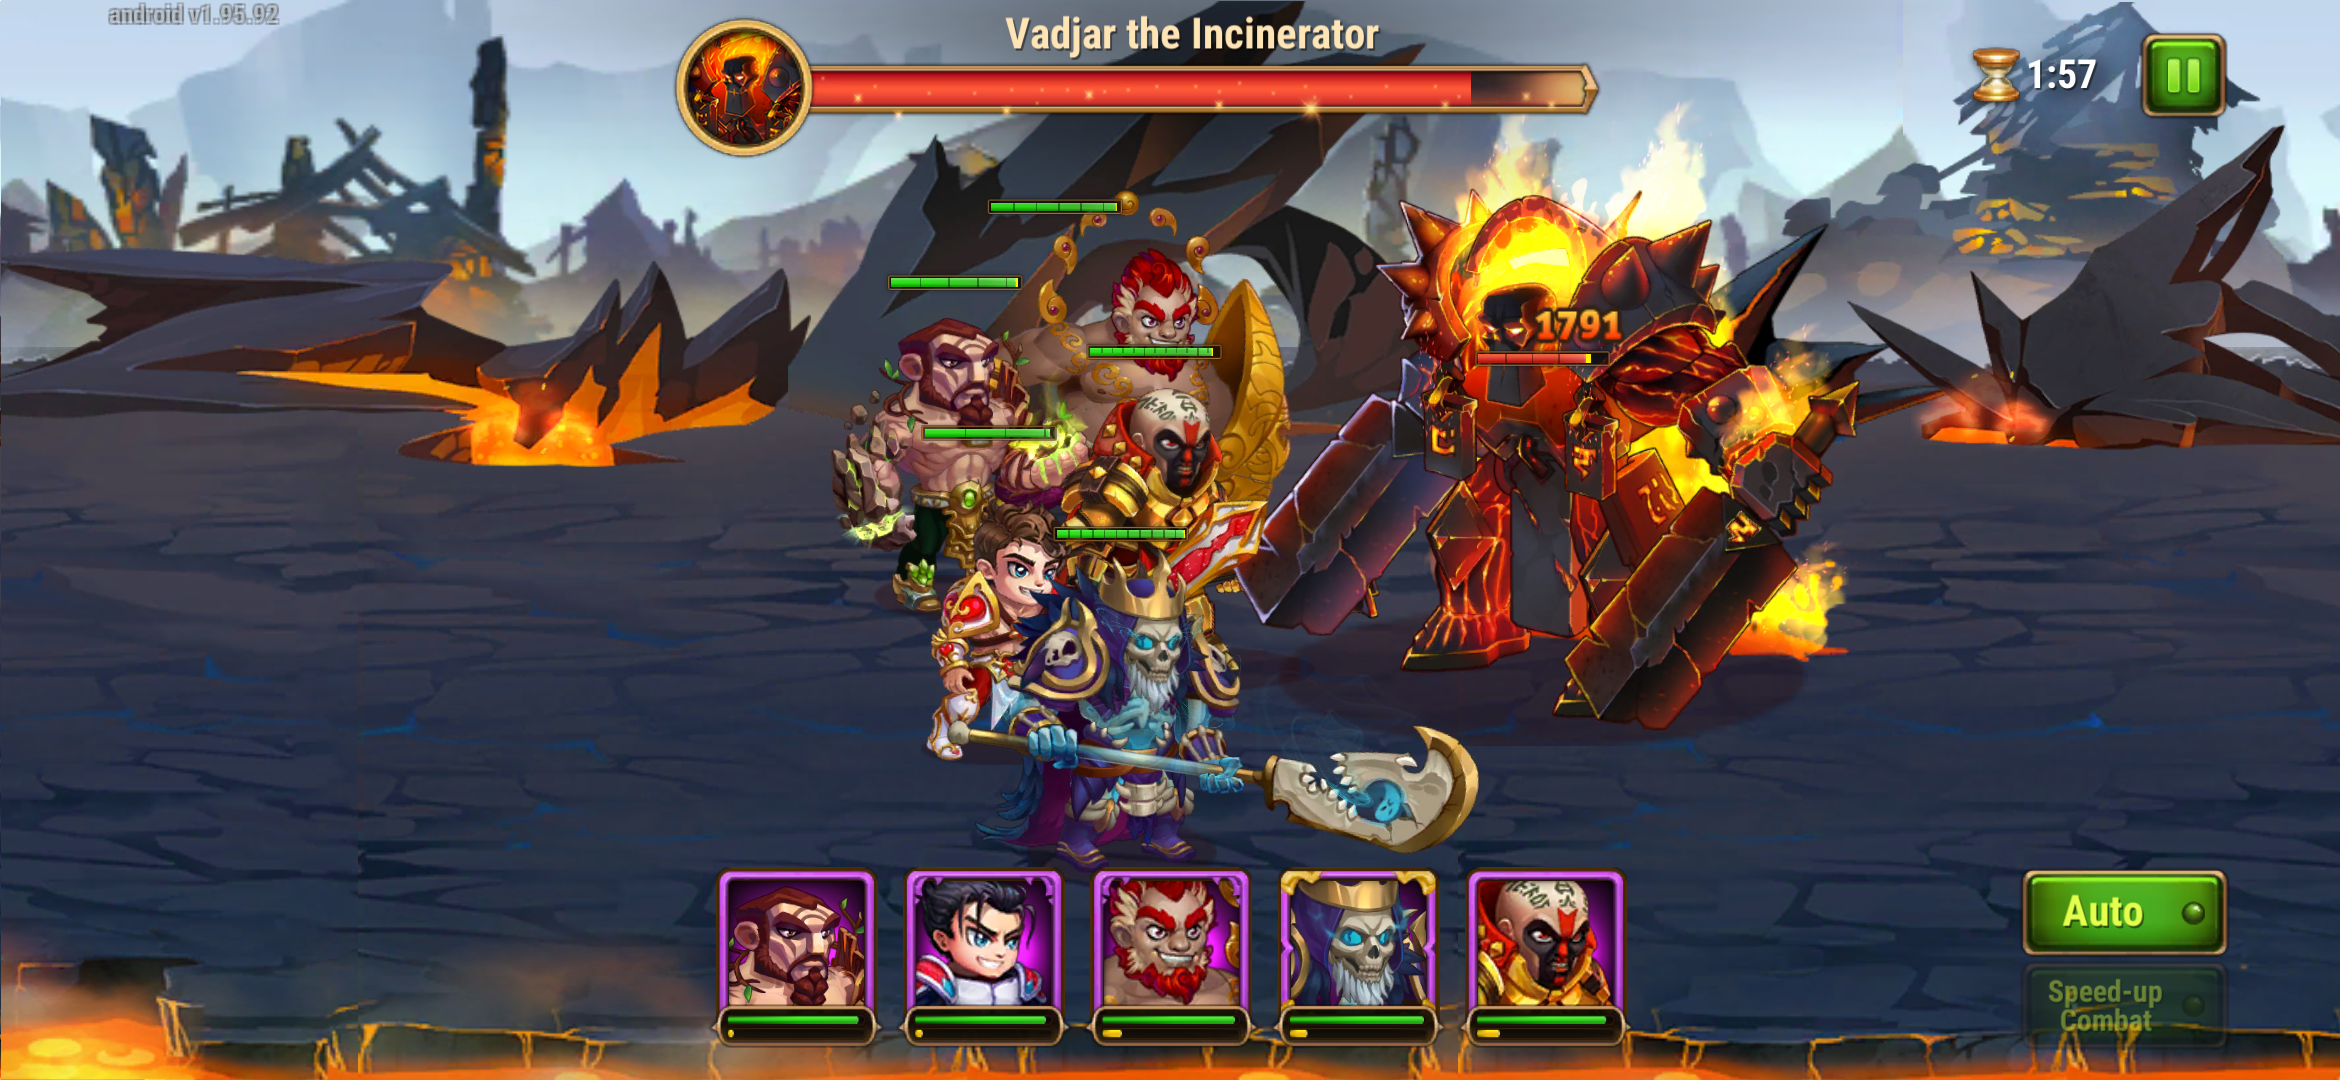 android v1.95.92
Vadjar the Incinerator
1:57
1791
Auto
Speed-up
Combat